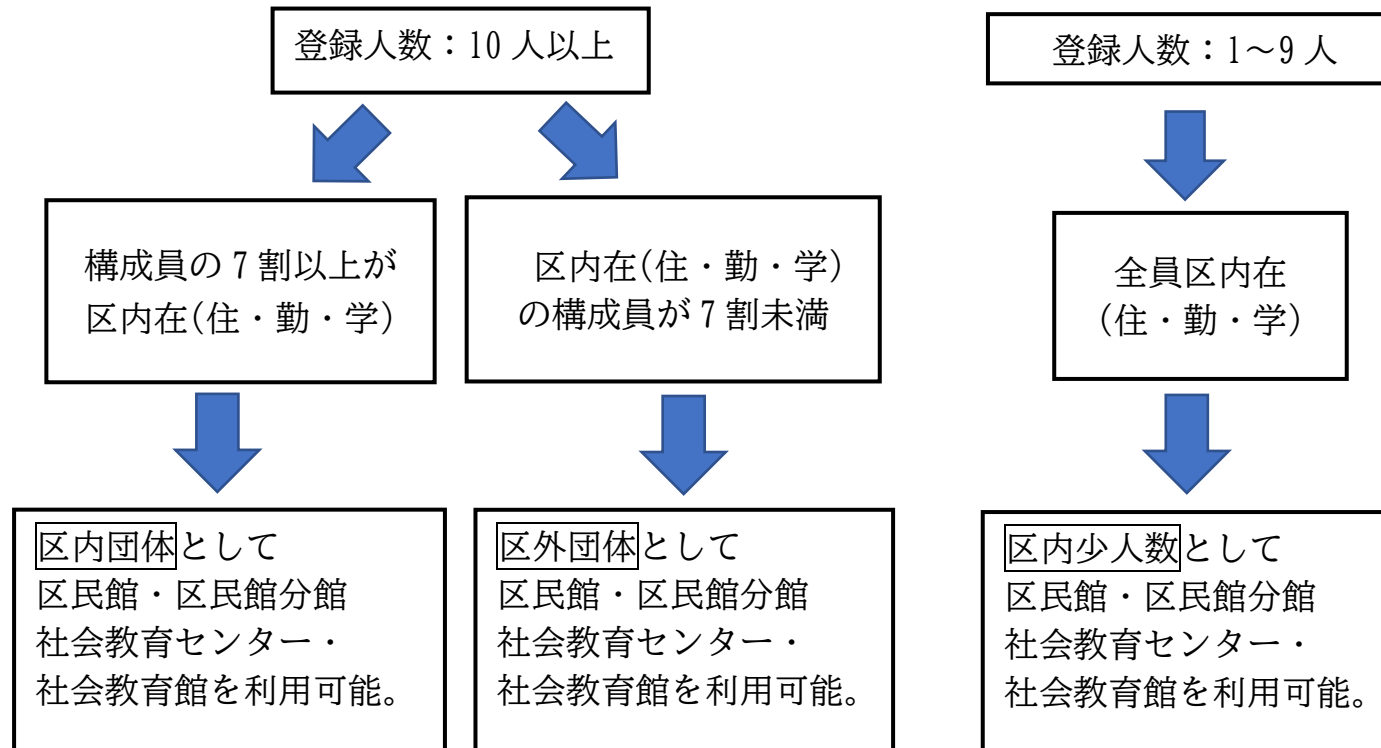 登録人数：10人以上
登録人数：1～9人
構成員の7割以上が
区内在(住・勤・学)
区内在(住・勤・学)
の構成員が7割未満
全員区内在
(住・勤・学)
区内団体として
区民館・区民館分館
社会教育センター・
社会教育館を利用可能。
区外団体として
区民館・区民館分館
社会教育センター・
社会教育館を利用可能。
区内少人数として
区民館・区民館分館
社会教育センター・
社会教育館を利用可能。